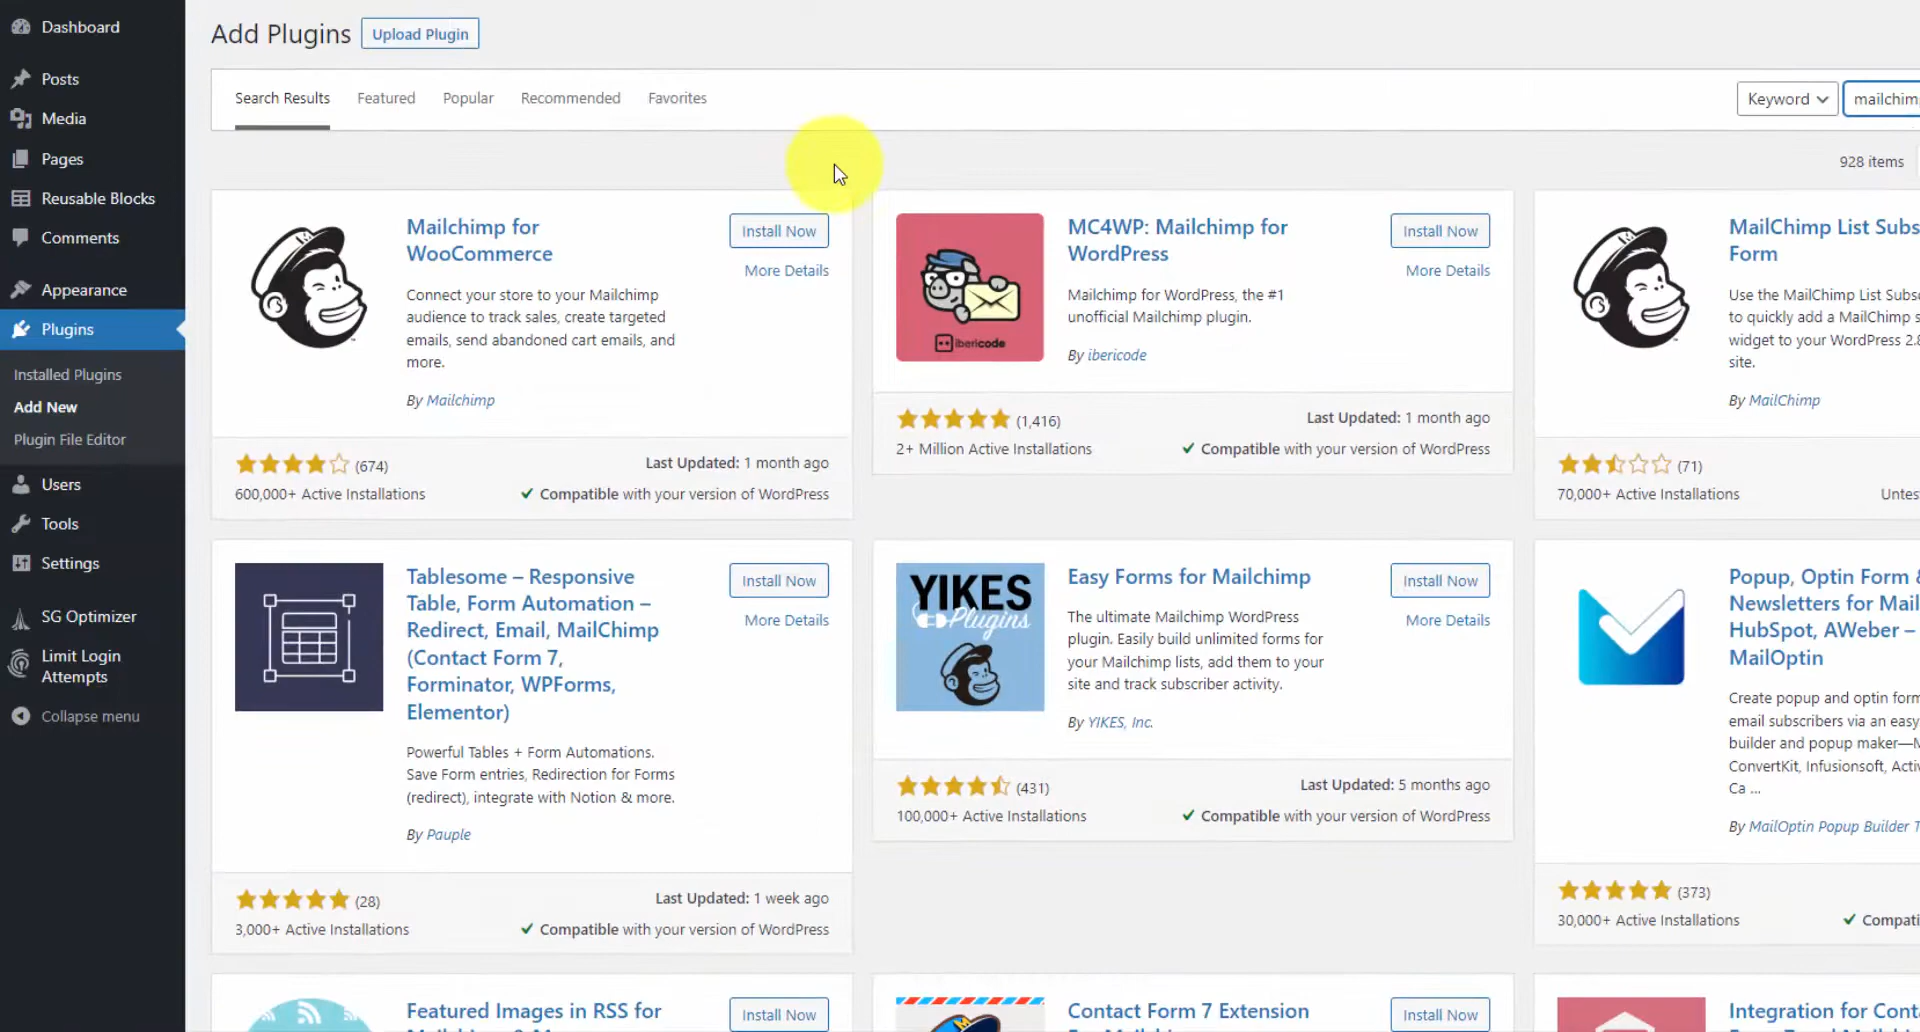 Dashboard
Posts
Media
Pages
Reusable Blocks
Comments
Appearance
Plugins
Installed Plugins
Add New
Plugin File Editor
Users
Tools
Settings
SG Optimizer
Limit Login
Attempts
Collapse menu
Add Plugins
Upload Plugin
Search Results
Featured
Popular
Recommended
Favorites
Keyword
mailchim
928 items
Mailchimp for
WooCommerce
Install Now
More Details
Connect your store to your Mailchimp
audience to track sales, create targeted
emails, send abandoned cart emails, and
more.
By Mailchimp
(674)
Last Updated: 1 month ago
600,000+ Active Installations
Compatible with your version of WordPress
ibericode
MC4WP: Mailchimp for
WordPress
Install Now
More Details
Mailchimp for WordPress, the #1
unofficial Mailchimp plugin.
By ibericode
(1,416)
Last Updated: 1 month ago
2+ Million Active Installations
Compatible with your version of WordPress
MailChimp List Subs
Form
Use the MailChimp List Subsc
to quickly add a MailChimp s
widget to your WordPress 2.8
site.
By MailChimp
(71)
70,000+ Active Installations
Untes
Tablesome – Responsive
Table, Form Automation –
Redirect, Email, MailChimp
(Contact Form 7,
Forminator, WPForms,
Elementor)
Install Now
More Details
Powerful Tables + Form Automations.
Save Form entries, Redirection for Forms
(redirect), integrate with Notion & more.
By Pauple
(28)
Last Updated: 1 week ago
3,000+ Active Installations
Compatible with your version of WordPress
YIKES
Plugins
Easy Forms for Mailchimp
Install Now
More Details
The ultimate Mailchimp WordPress
plugin. Easily build unlimited forms for
your Mailchimp lists, add them to your
site and track subscriber activity.
By YIKES, Inc.
(431)
Last Updated: 5 months ago
100,000+ Active Installations
Compatible with your version of WordPress
Popup, Optin Form &
Newsletters for Mail
HubSpot, AWeber –
MailOptin
Create popup and optin form
email subscribers via an easy
builder and popup maker—M
ConvertKit, Infusionsoft, Activ
Ca ...
By MailOptin Popup Builder T
(373)
30,000+ Active Installations
Compati
Featured Images in RSS for
Install Now
Contact Form 7 Extension
Install Now
Integration for Cont